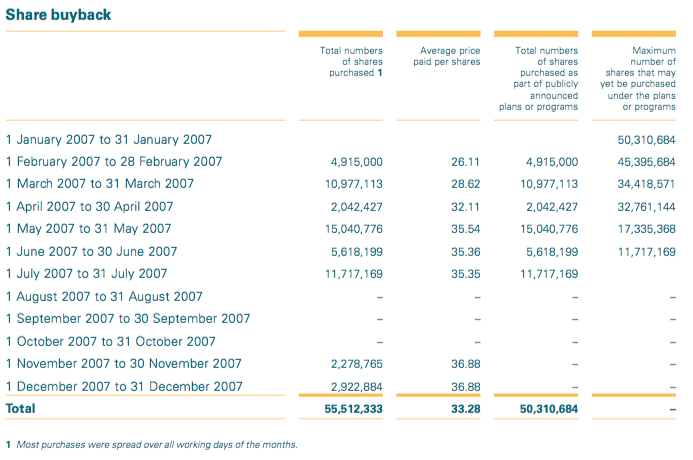 Share buyback
Total numbers of shares purchased 1 Average price paid per shares Total numbers of shares purchased as part of publicly announced plans or programs Maximum number of shares that may yet be purchased under the plans or programs
1 January 2007 to 31 January 2007 50,310,684
1 February 2007 to 28 February 2007 4,915,000 26.11 4,915,000 45,395,684
1 March 2007 to 31 March 2007 10,977,113 28.62 10,977,113 34,418,571
1 April 2007 to 30 April 2007 2,042,427 32.11 2,042,427 32,761,144
1 May 2007 to 31 May 2007 15,040,776 35.54 15,040,776 17,335,368
1 June 2007 to 30 June 2007 5,618,199 35.36 5,618,199 11,717,169
1 July 2007 to 31 July 2007 11,717,169 35.35 11,717,169
1 August 2007 to 31 August 2007 – – – –
1 September 2007 to 30 September 2007 – – – –
1 October 2007 to 31 October 2007 – – – –
1 November 2007 to 30 November 2007 2,278,765 36.88 – –
1 December 2007 to 31 December 2007 2,922,884 36.88 – –
Total 55,512,333 33.28 50,310,684 –
1 Most purchases were spread over all working days of the months.